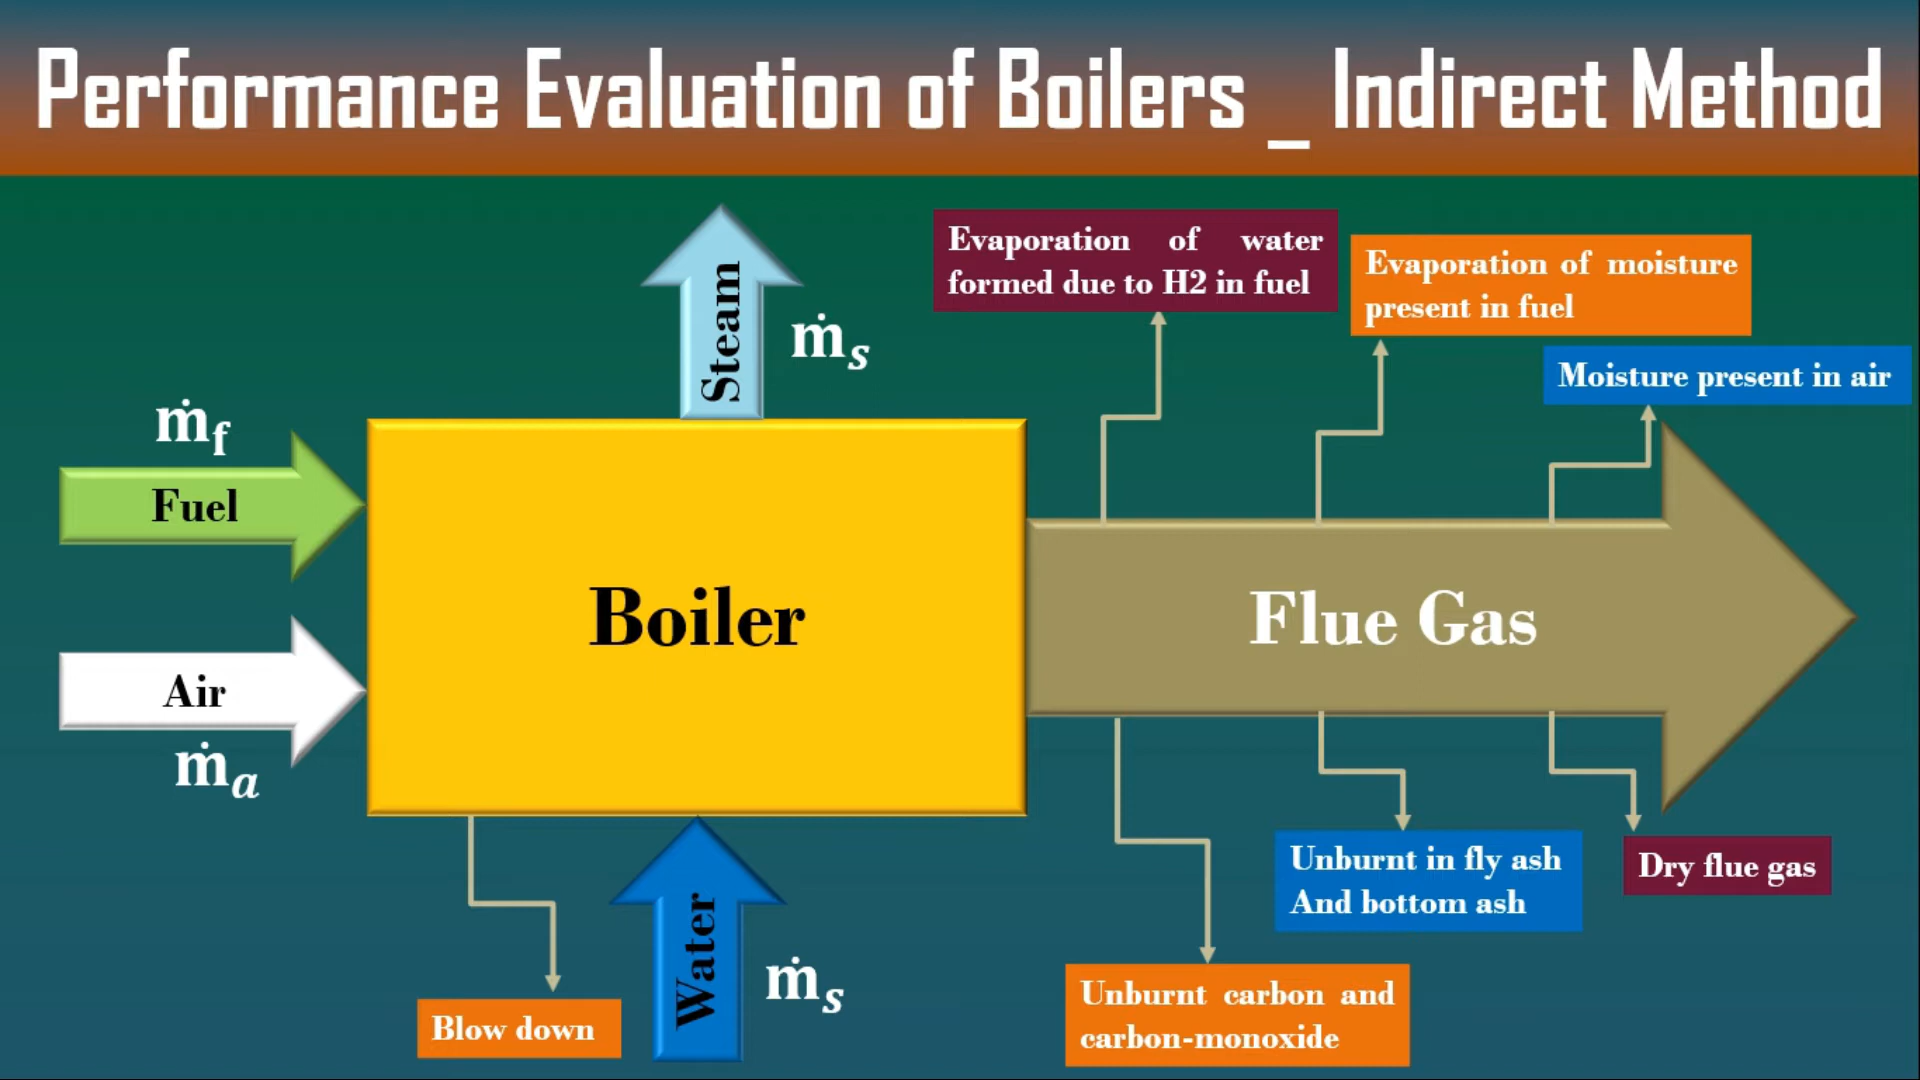 Performance Evaluation of Boilers _ Indirect Method
Evaporation of water
formed due to H2 in fuel
Evaporation of moisture
present in fuel
Moisture present in air
Steam
ṁs
ṁf
Fuel
Air
ṁa
Boiler
Flue Gas
Unburnt in fly ash
And bottom ash
Dry flue gas
Unburnt carbon and
carbon-monoxide
Blow down
Water
ṁs